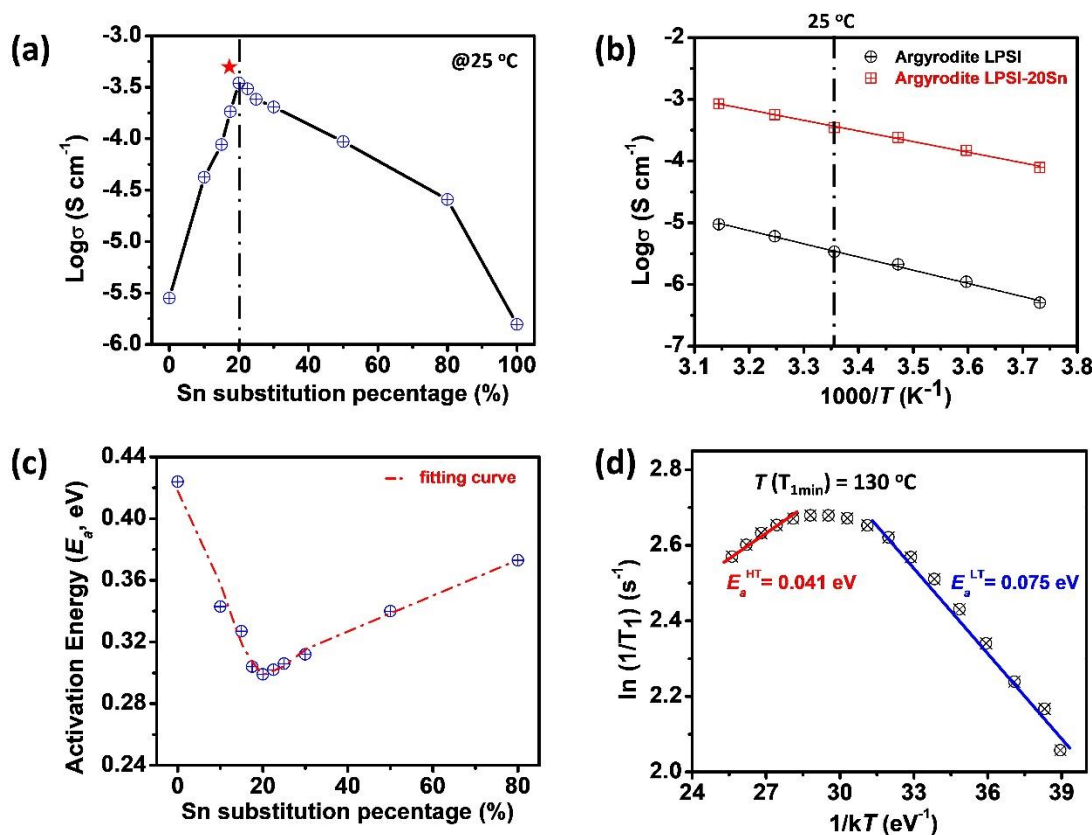 (a)
@25 °C
-3.0
-3.5
-4.0
-4.5
-5.0
-5.5
-6.0
Logσ (S cm⁻¹)
0 20 40 60 80 100
Sn substitution pecentage (%)
(b)
25 °C
Argyrodite LPSI
Argyrodite LPSI-20Sn
-2
-3
-4
-5
-6
-7
Logσ (S cm⁻¹)
3.1 3.2 3.3 3.4 3.5 3.6 3.7 3.8
1000/T (K⁻¹)
(c)
fitting curve
0.44
0.40
0.36
0.32
0.28
0.24
Activation Energy (Eₐ, eV)
0 20 40 60 80
Sn substitution pecentage (%)
(d)
T (T₁min) = 130 °C
Eₐᴴᵀ = 0.041 eV
Eₐᴸᵀ = 0.075 eV
2.8
2.6
2.4
2.2
2.0
ln (1/T₁) (s⁻¹)
24 27 30 33 36 39
1/kT (eV⁻¹)